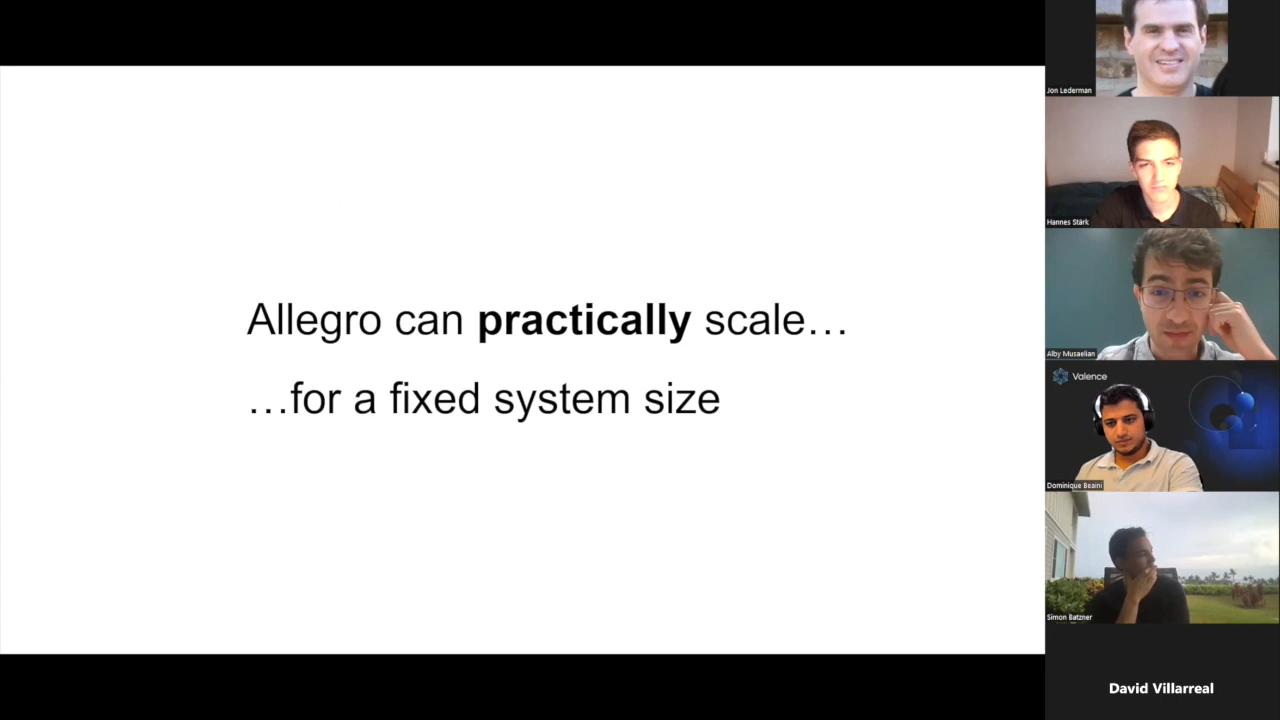 Allegro can practically scale…
…for a fixed system size
Jon Lederman
Hannes Stärk
Alby Musaelian
Valence
Dominique Beaini
Simon Batzner
David Villarreal